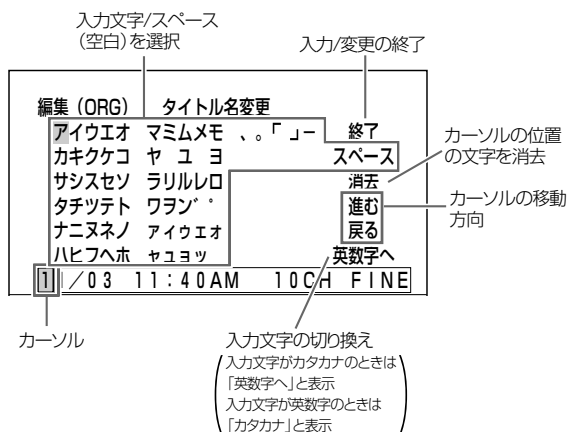 入力文字/スペース
(空白)を選択
入力/変更の終了
編集(ORG) タイトル名変更
アイウエオ マミムメモ 、。「 」ー 終了
カキクケコ ヤ ユ ヨ スペース
サシスセソ ラリルレロ 消去
タチツテト ワヲン゛゜ 進む
ナニヌネノ ァィゥェォ 戻る
ハヒフヘホ ャュョッ 英数字へ
1 /03 11:40AM 10CH FINE
カーソルの位置
の文字を消去
カーソルの移動
方向
カーソル
入力文字の切り換え
入力文字がカタカナのときは
「英数字へ」と表示
入力文字が英数字のときは
「カタカナ」と表示